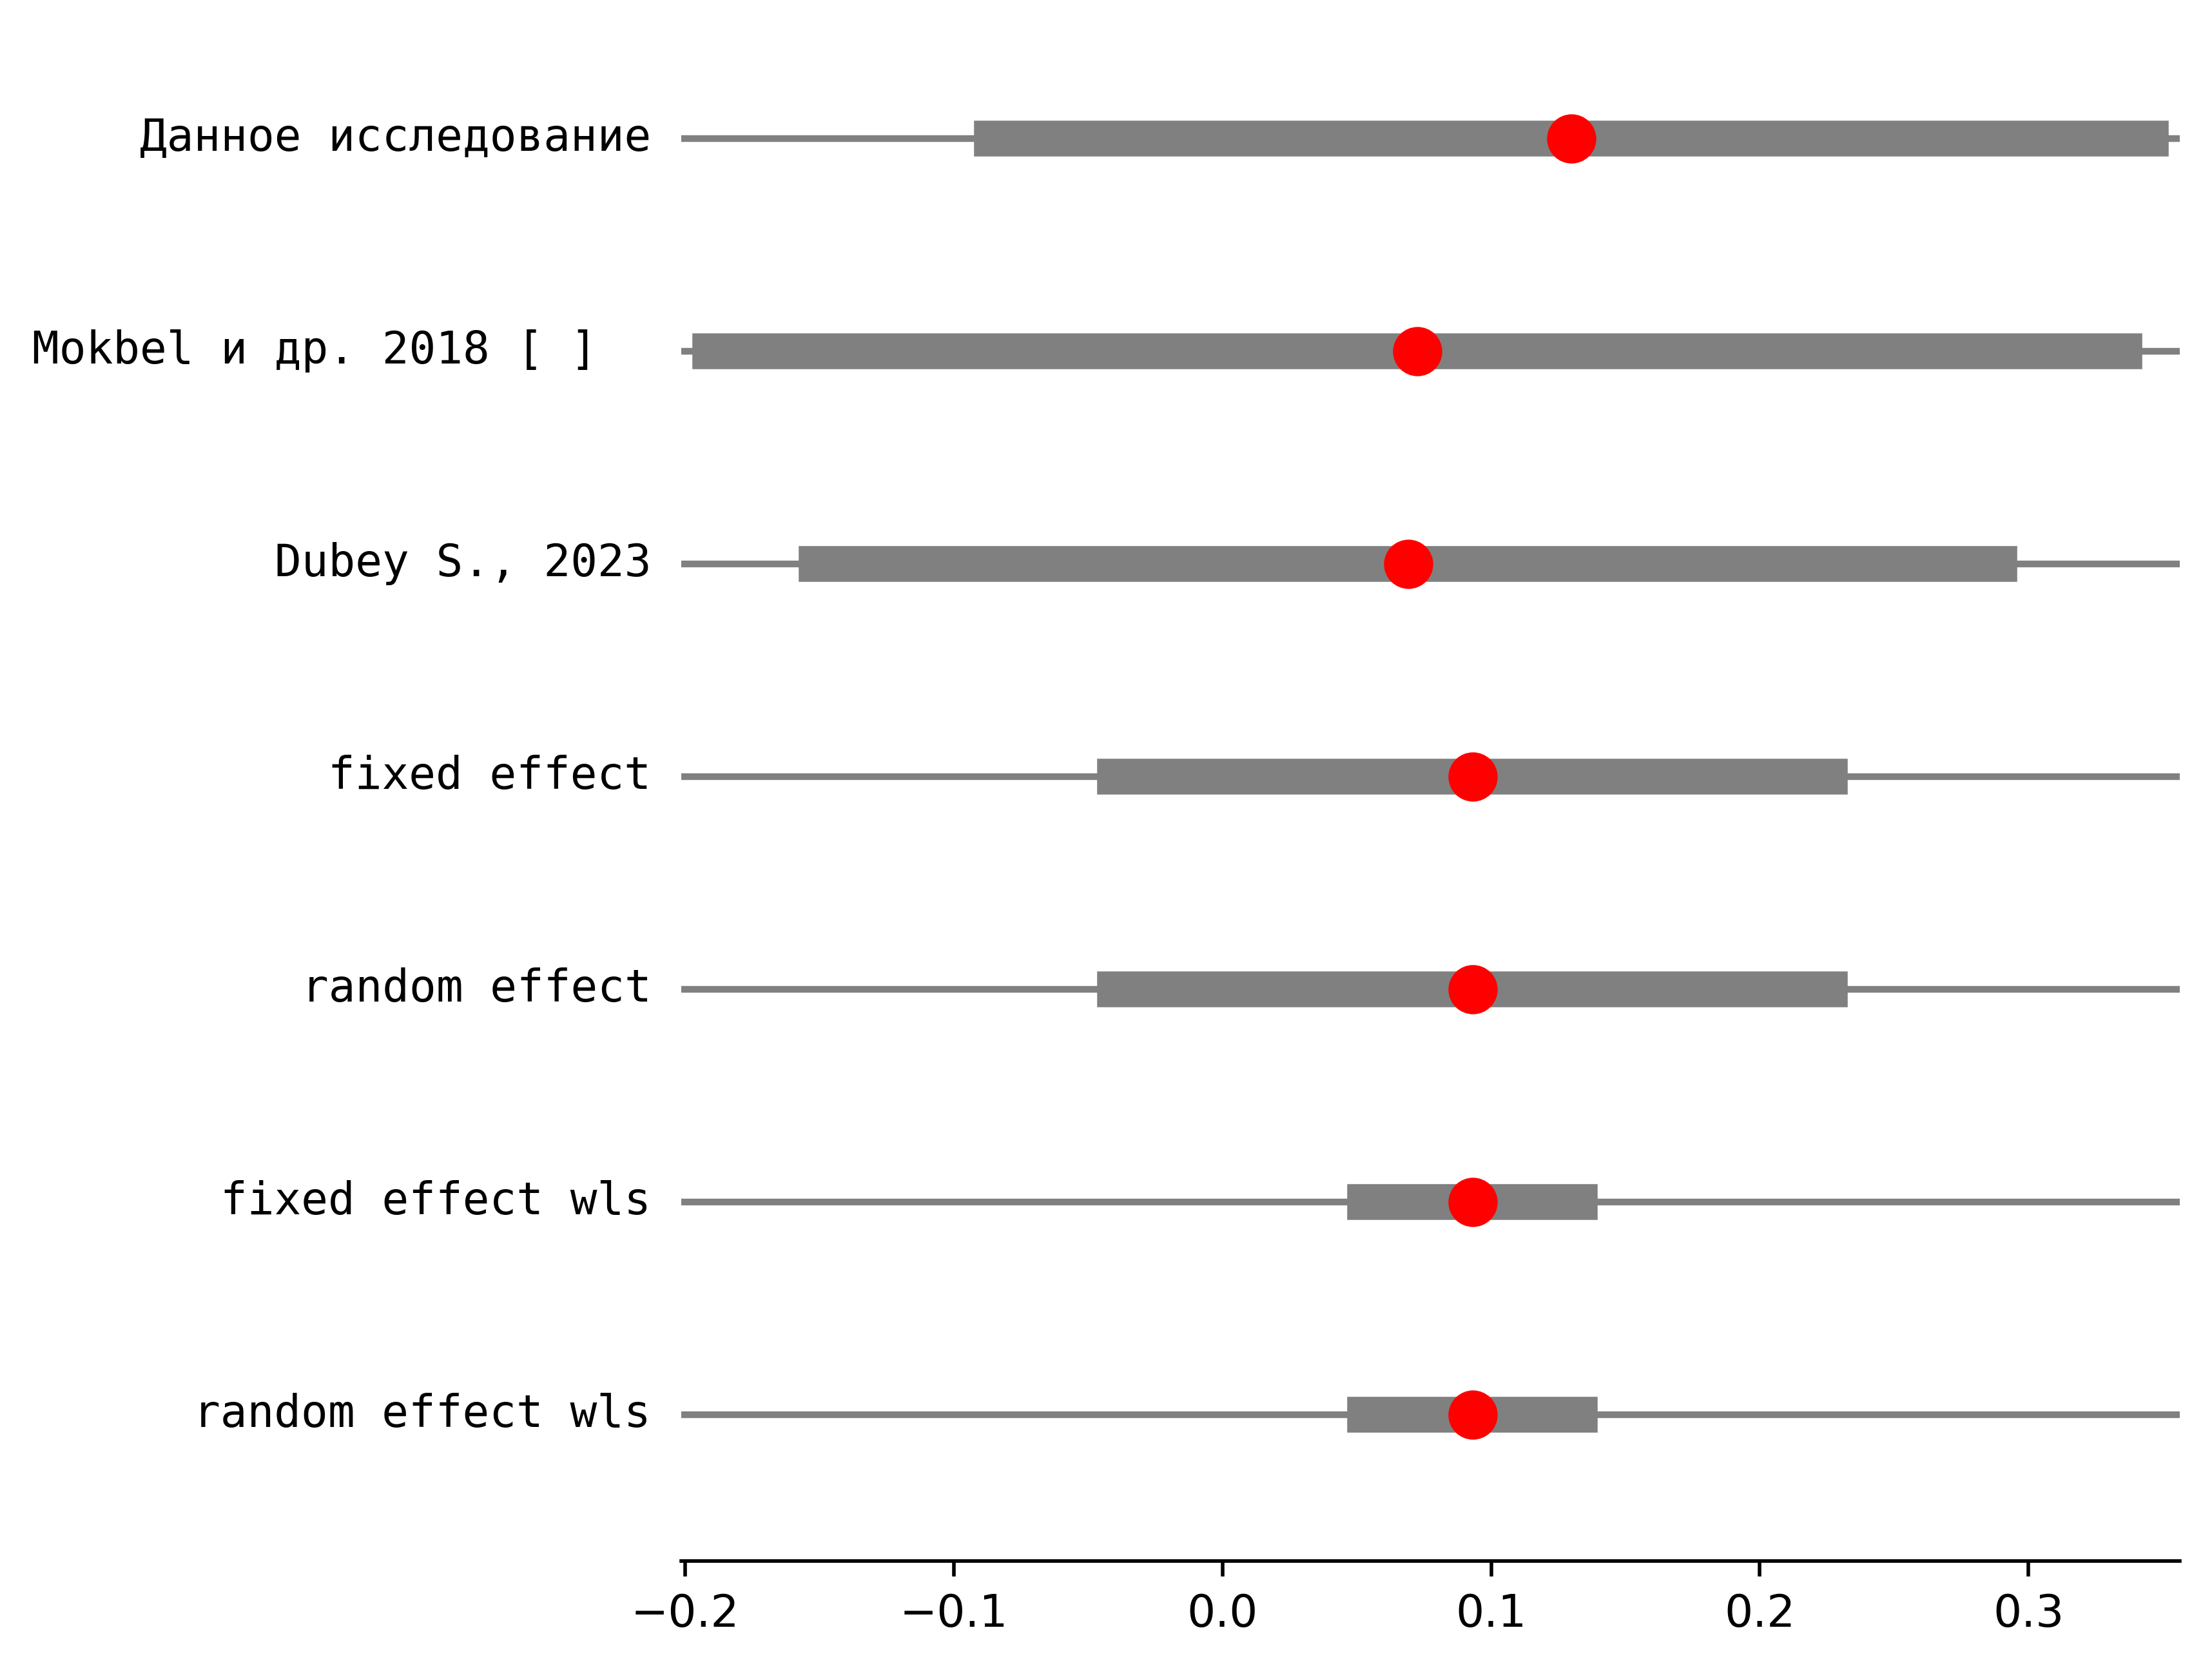 Данное исследование
Mokbel и др. 2018 [ ]
Dubey S., 2023
fixed effect
random effect
fixed effect wls
random effect wls
−0.2 −0.1 0.0 0.1 0.2 0.3